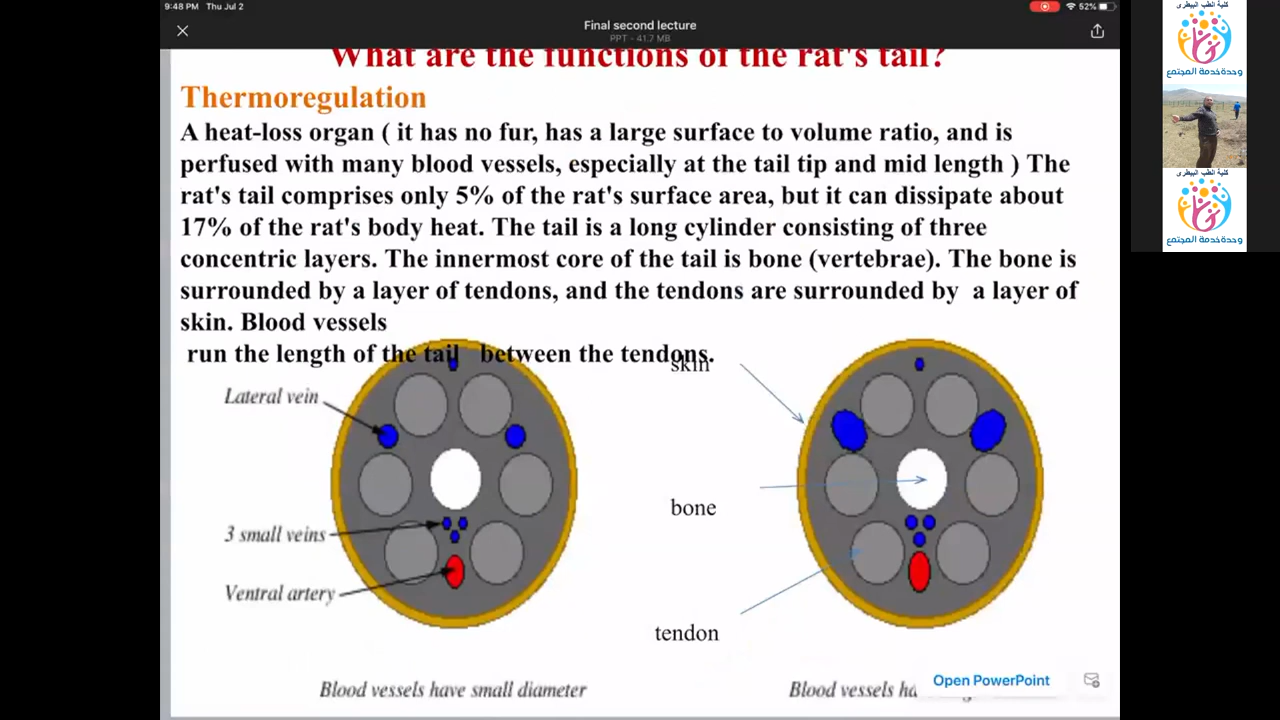 9:48 PM Thu Jul 2
52%
Final second lecture
PPT - 41.7 MB
What are the functions of the rat's tail?
Thermoregulation
A heat-loss organ ( it has no fur, has a large surface to volume ratio, and is
perfused with many blood vessels, especially at the tail tip and mid length ) The
rat's tail comprises only 5% of the rat's surface area, but it can dissipate about
17% of the rat's body heat. The tail is a long cylinder consisting of three
concentric layers. The innermost core of the tail is bone (vertebrae). The bone is
surrounded by a layer of tendons, and the tendons are surrounded by a layer of
skin. Blood vessels
run the length of the tail between the tendons.
skin
Lateral vein
bone
3 small veins
Ventral artery
tendon
Blood vessels have small diameter
Blood vessels
Open PowerPoint
كلية الطب البيطرى
وحدة خدمة المجتمع
كلية الطب البيطرى
وحدة خدمة المجتمع